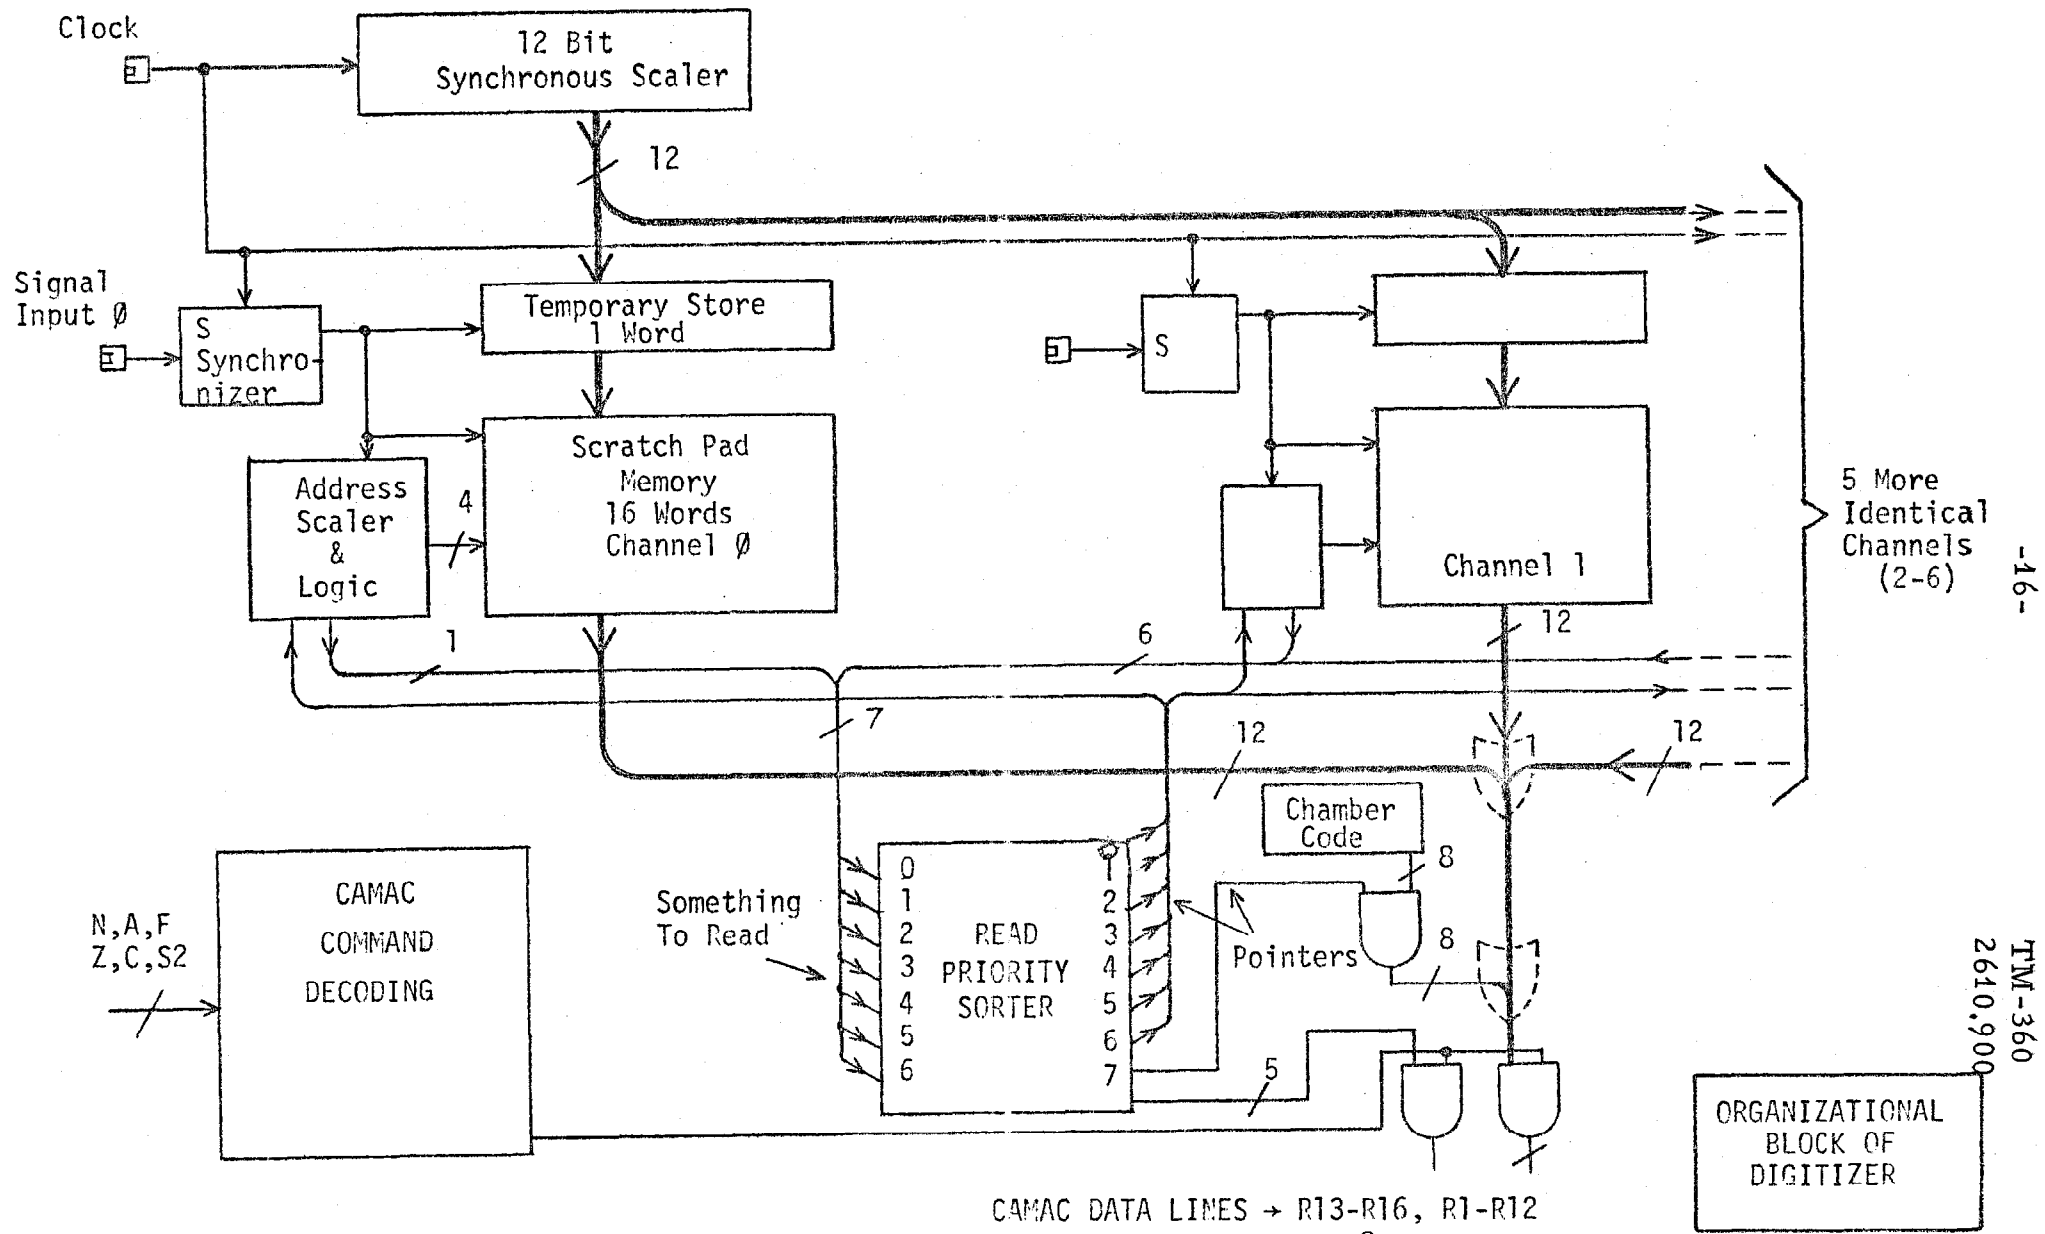 Clock
12 Bit
Synchronous Scaler
12
Signal
Input Ø
S
Synchro-
nizer
Temporary Store
1 Word
S
Address
Scaler
&
Logic
4
Scratch Pad
Memory
16 Words
Channel Ø
Channel 1
5 More
Identical
Channels
(2-6)
-16-
1
6
12
7
12
12
Chamber
Code
8
CAMAC
COMMAND
DECODING
N,A,F
Z,C,S2
Something
To Read
0
1
2
3
4
5
6
READ
PRIORITY
SORTER
1
2
3
4
5
6
7
Pointers
8
5
TM-360
2610.900
ORGANIZATIONAL
BLOCK OF
DIGITIZER
CAMAC DATA LINES → R13-R16, R1-R12